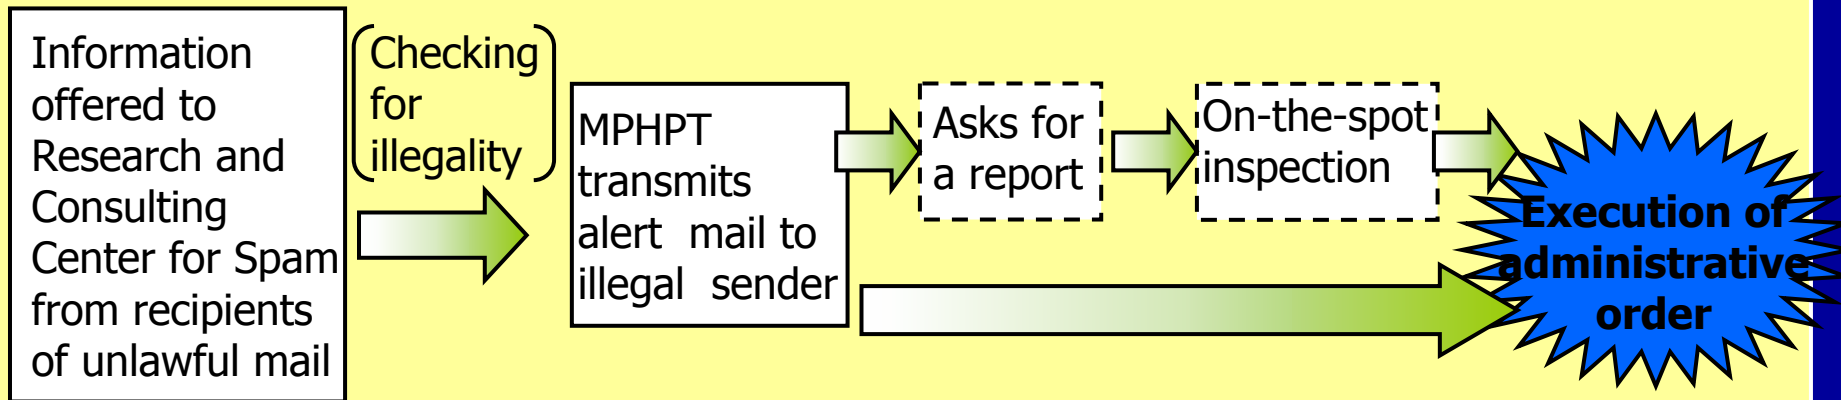 Information
offered to
Research and
Consulting
Center for Spam
from recipients
of unlawful mail
Checking
for
illegality
MPHPT
transmits
alert mail to
illegal sender
Asks for
a report
On-the-spot
inspection
Execution of
administrative
order